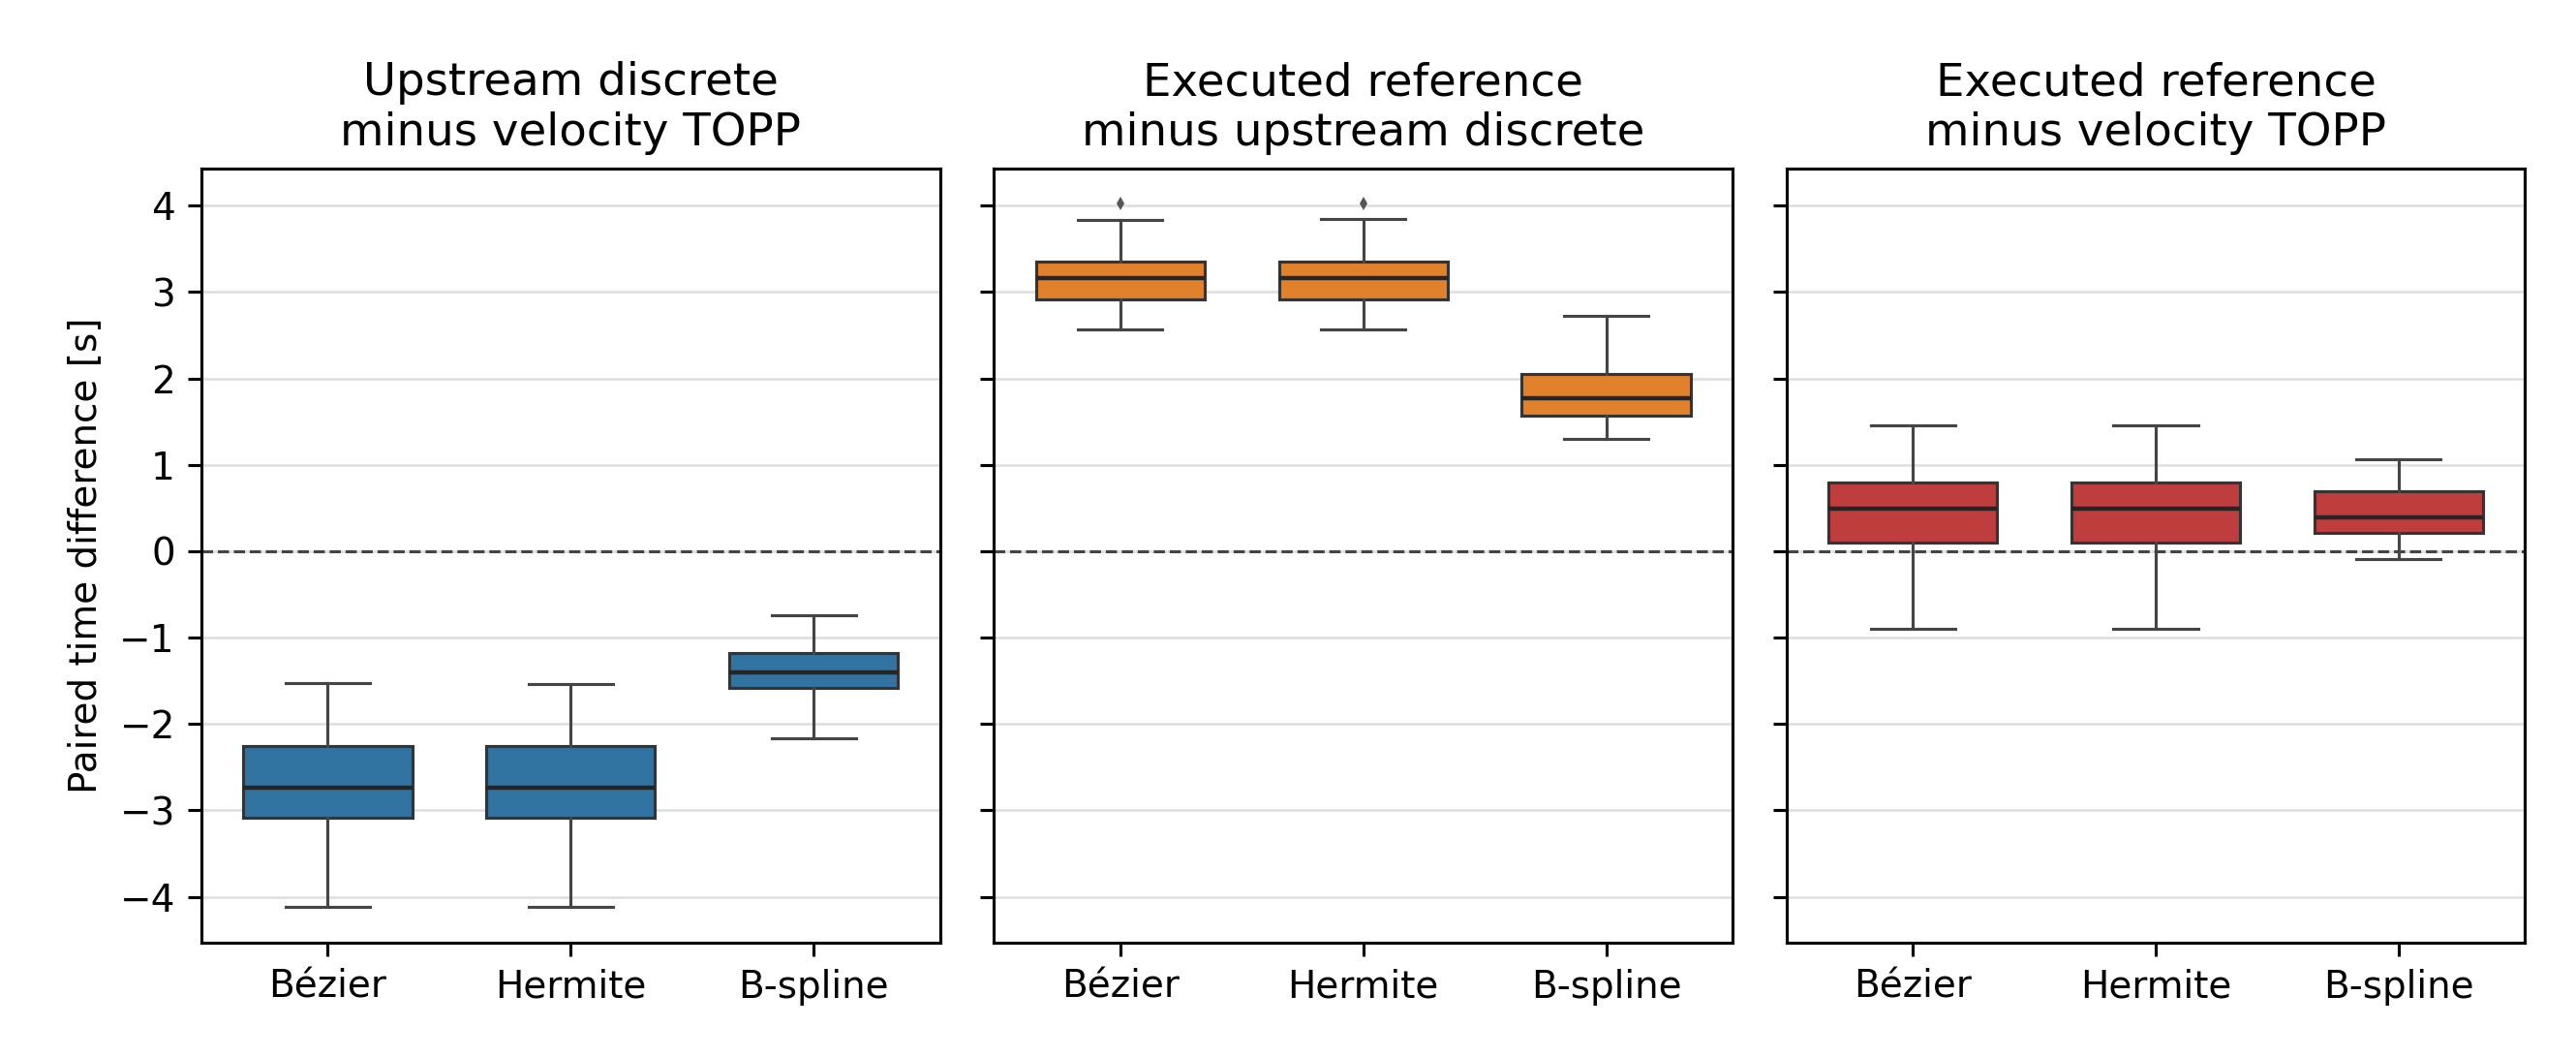 Upstream discrete
minus velocity TOPP
Executed reference
minus upstream discrete
Executed reference
minus velocity TOPP
Paired time difference [s]
4
3
2
1
0
−1
−2
−3
−4
Bézier Hermite B-spline
Bézier Hermite B-spline
Bézier Hermite B-spline